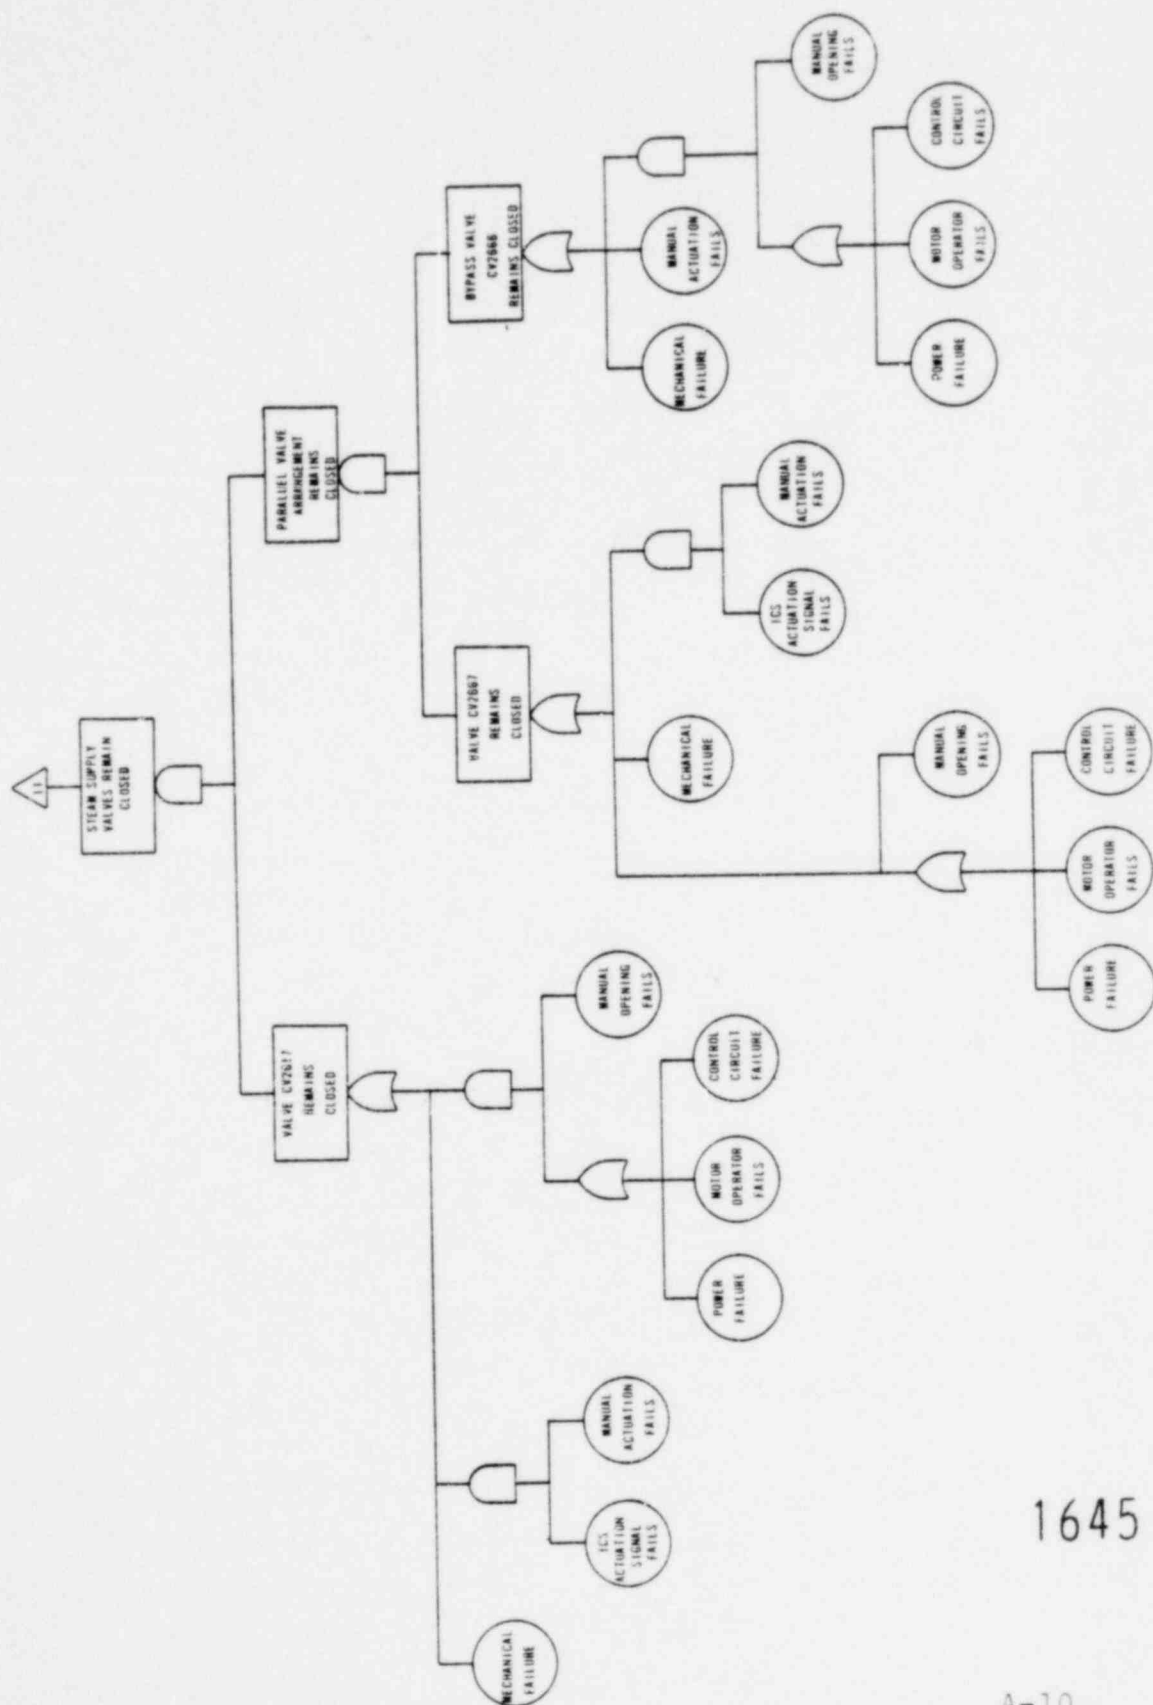 11
STEAM SUPPLY
VALVES REMAIN
CLOSED
PARALLEL VALVE
ARRANGEMENT
REMAINS
CLOSED
BYPASS VALVE
CV2666
REMAINS CLOSED
MANUAL
OPENING
FAILS
CONTROL
CIRCUIT
FAILS
MANUAL
ACTUATION
FAILS
MOTOR
OPERATOR
FAILS
MECHANICAL
FAILURE
POWER
FAILURE
VALVE CV2667
REMAINS
CLOSED
MANUAL
ACTUATION
FAILS
ICS
ACTUATION
SIGNAL
FAILS
MECHANICAL
FAILURE
MANUAL
OPENING
FAILS
CONTROL
CIRCUIT
FAILURE
MOTOR
OPERATOR
FAILS
POWER
FAILURE
VALVE
REMAINS
CLOSED
MANUAL
OPENING
FAILS
CONTROL
CIRCUIT
FAILURE
MOTOR
OPERATOR
FAILS
POWER
FAILURE
MANUAL
ACTUATION
FAILS
ICS
ACTUATION
SIGNAL
FAILS
MECHANICAL
FAILURE
1645